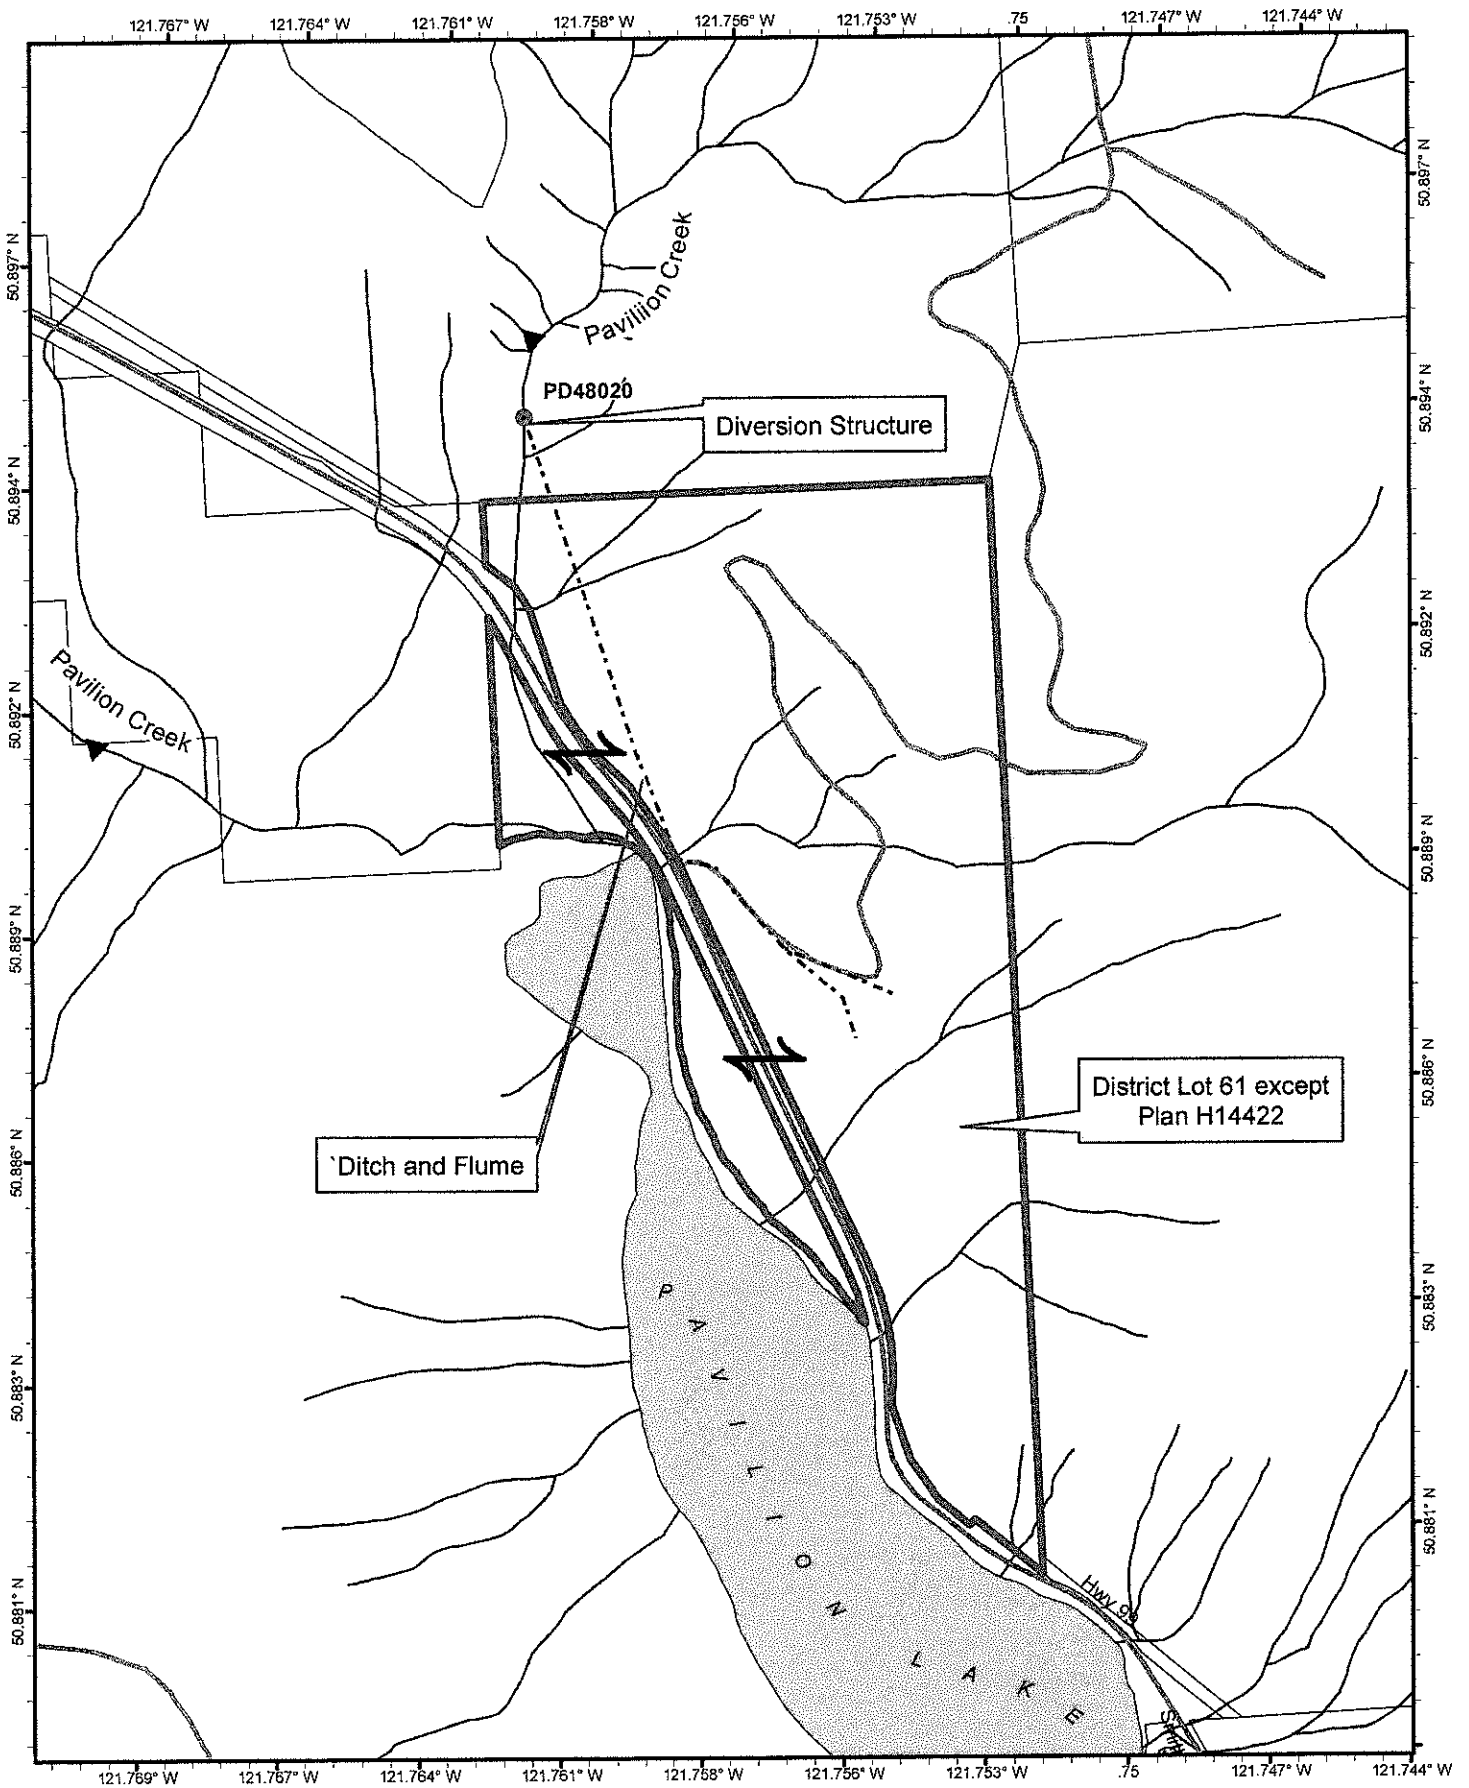 121.767° W
121.764° W
121.761° W
121.758° W
121.756° W
121.753° W
.75
121.747° W
121.744° W
50.897° N
50.894° N
50.892° N
50.889° N
50.886° N
50.883° N
50.881° N
50.897° N
50.894° N
50.892° N
50.889° N
50.886° N
50.883° N
50.881° N
Paviliion Creek
PD48020
Diversion Structure
Pavilion Creek
District Lot 61 except
Plan H14422
`Ditch and Flume
PAVILION LAKE
Hwy 99
121.769° W
121.767° W
121.764° W
121.761° W
121.758° W
121.756° W
121.753° W
.75
121.747° W
121.744° W